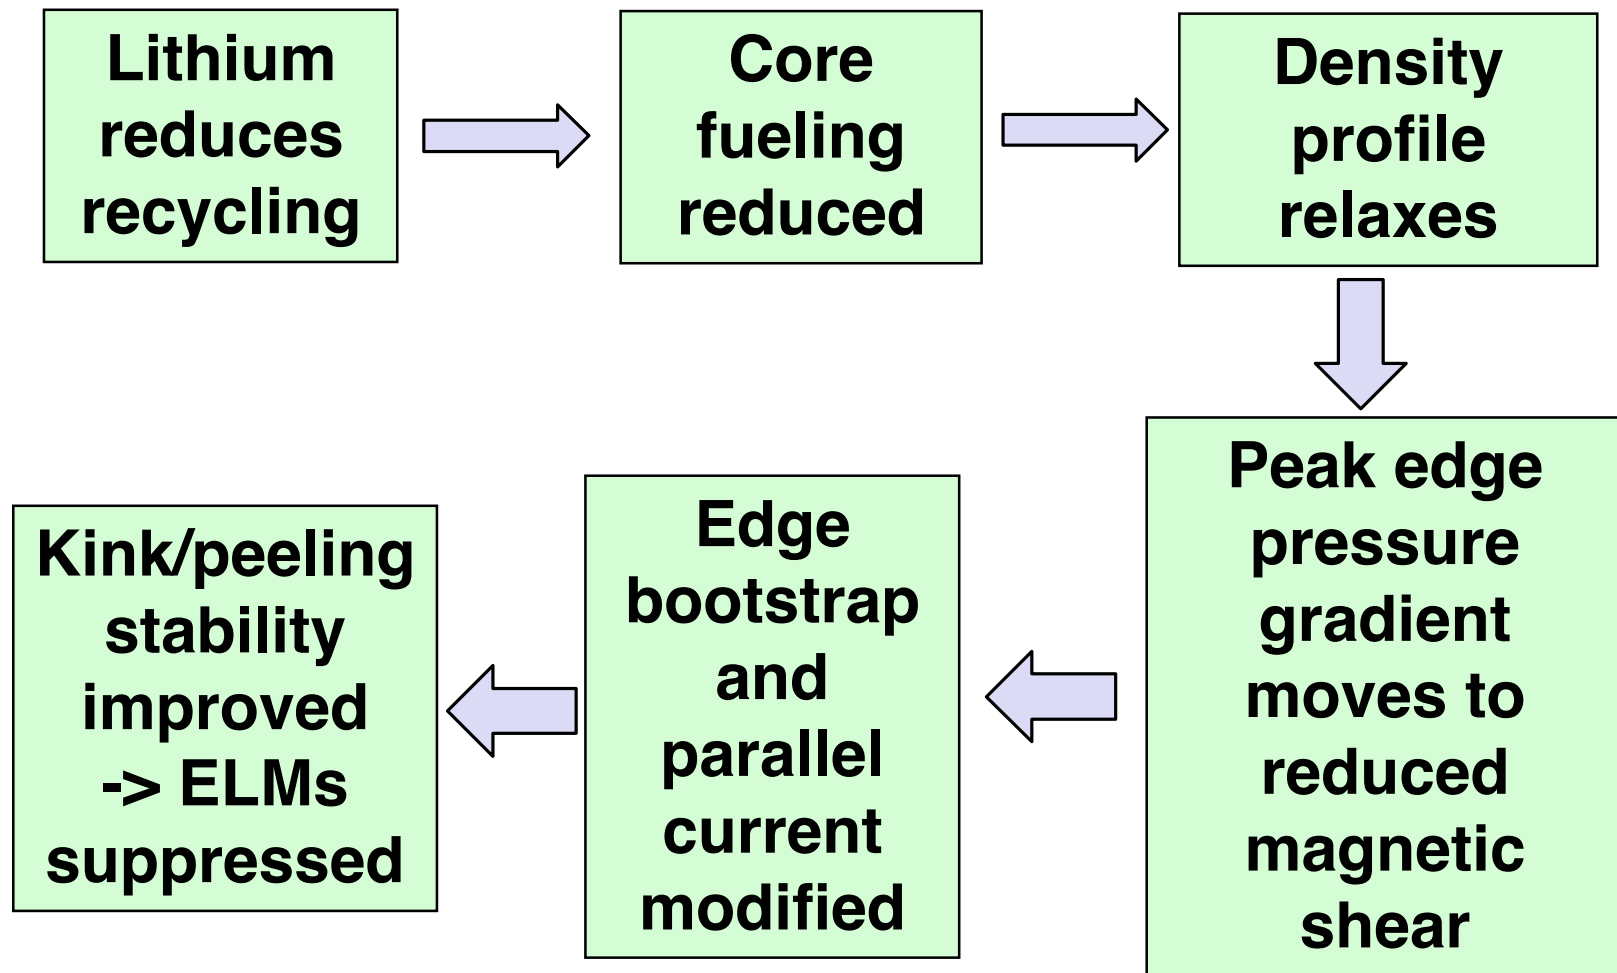 Lithium
reduces
recycling
Core
fueling
reduced
Density
profile
relaxes
Peak edge
pressure
gradient
moves to
reduced
magnetic
shear
Edge
bootstrap
and
parallel
current
modified
Kink/peeling
stability
improved
-> ELMs
suppressed